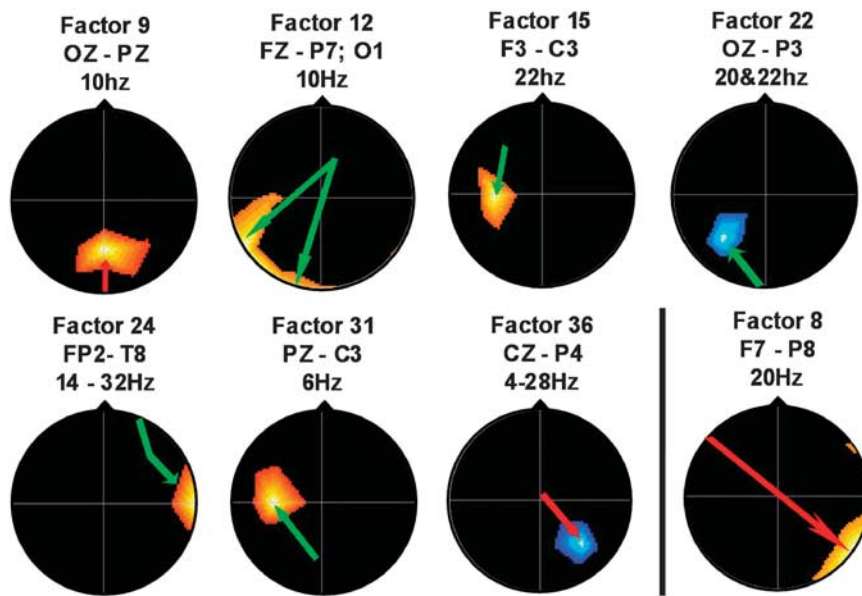 Factor 9
OZ - PZ
10hz
Factor 12
FZ - P7; O1
10Hz
Factor 15
F3 - C3
22hz
Factor 22
OZ - P3
20&22hz
Factor 24
FP2- T8
14 - 32Hz
Factor 31
PZ - C3
6Hz
Factor 36
CZ - P4
4-28Hz
Factor 8
F7 - P8
20Hz